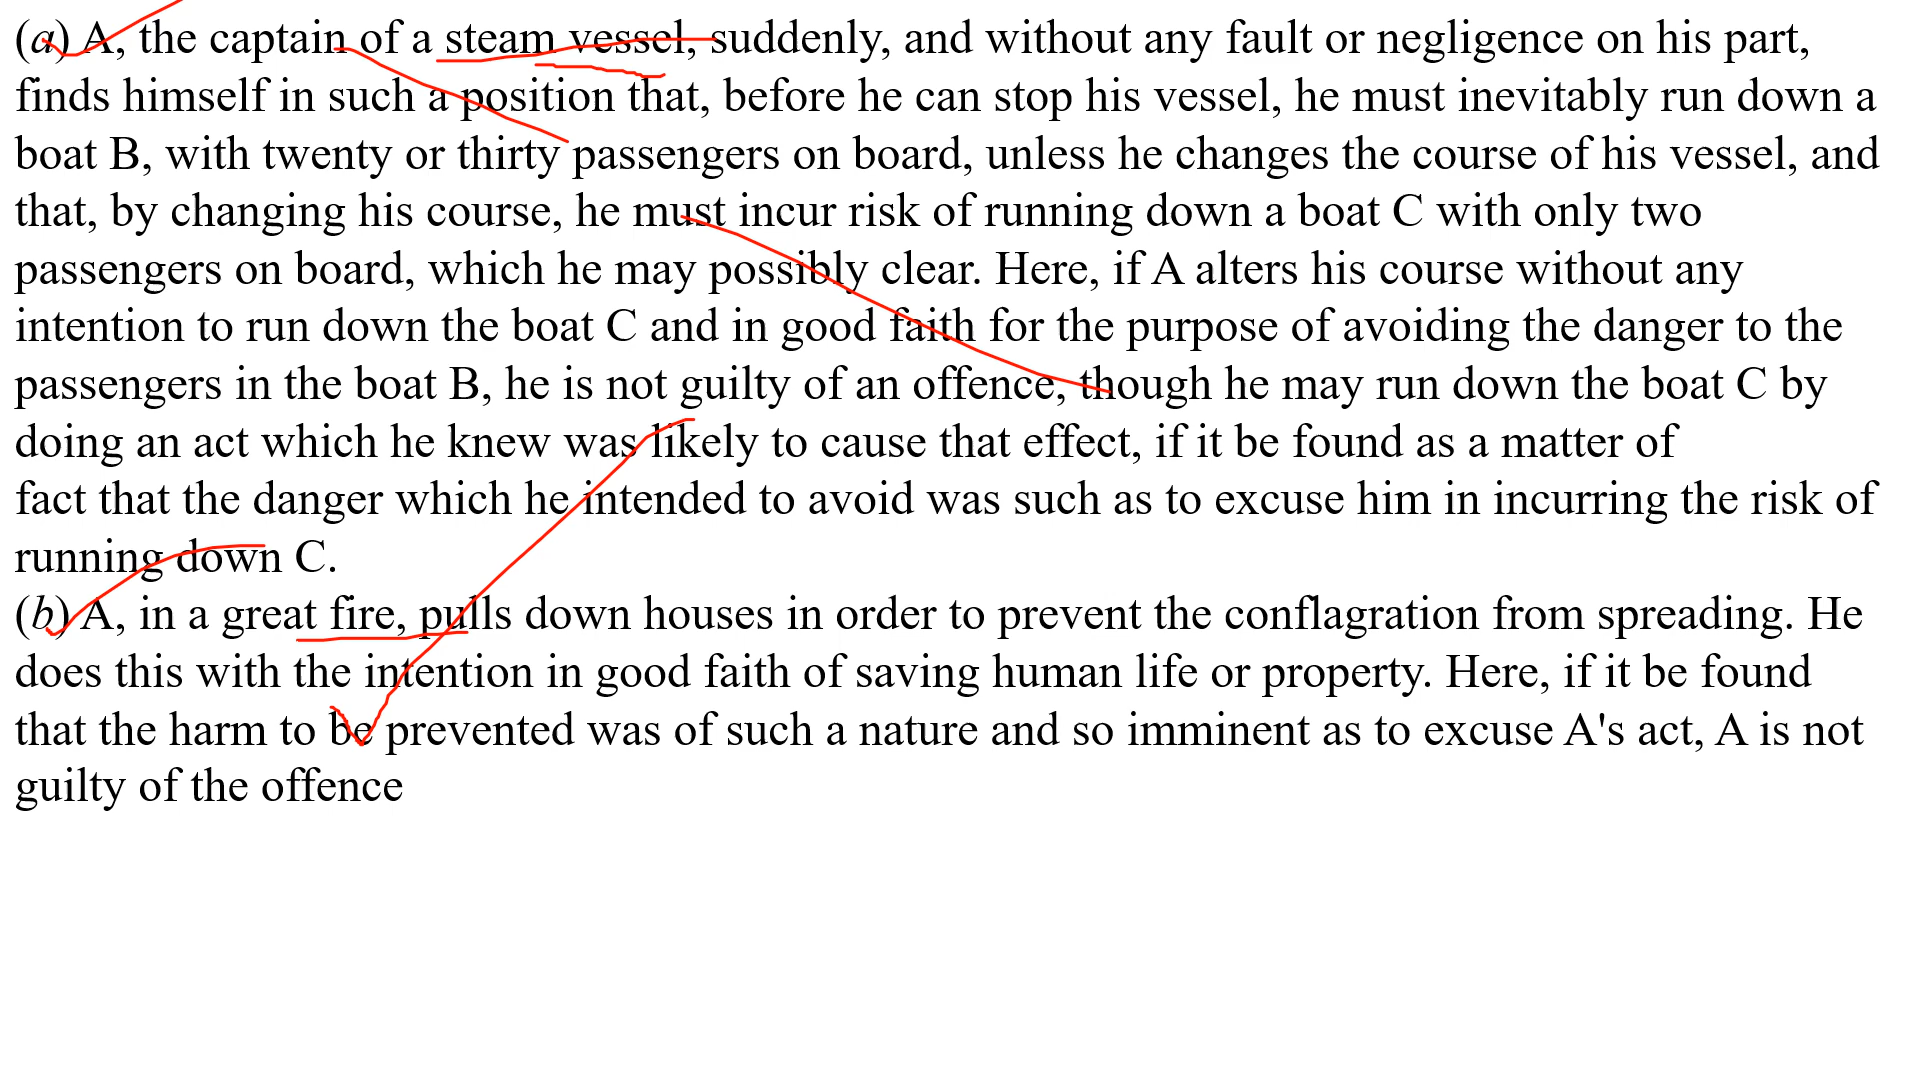 (a) A, the captain of a steam vessel, suddenly, and without any fault or negligence on his part,
finds himself in such a position that, before he can stop his vessel, he must inevitably run down a
boat B, with twenty or thirty passengers on board, unless he changes the course of his vessel, and
that, by changing his course, he must incur risk of running down a boat C with only two
passengers on board, which he may possibly clear. Here, if A alters his course without any
intention to run down the boat C and in good faith for the purpose of avoiding the danger to the
passengers in the boat B, he is not guilty of an offence, though he may run down the boat C by
doing an act which he knew was likely to cause that effect, if it be found as a matter of
fact that the danger which he intended to avoid was such as to excuse him in incurring the risk of
running down C.
(b) A, in a great fire, pulls down houses in order to prevent the conflagration from spreading. He
does this with the intention in good faith of saving human life or property. Here, if it be found
that the harm to be prevented was of such a nature and so imminent as to excuse A's act, A is not
guilty of the offence